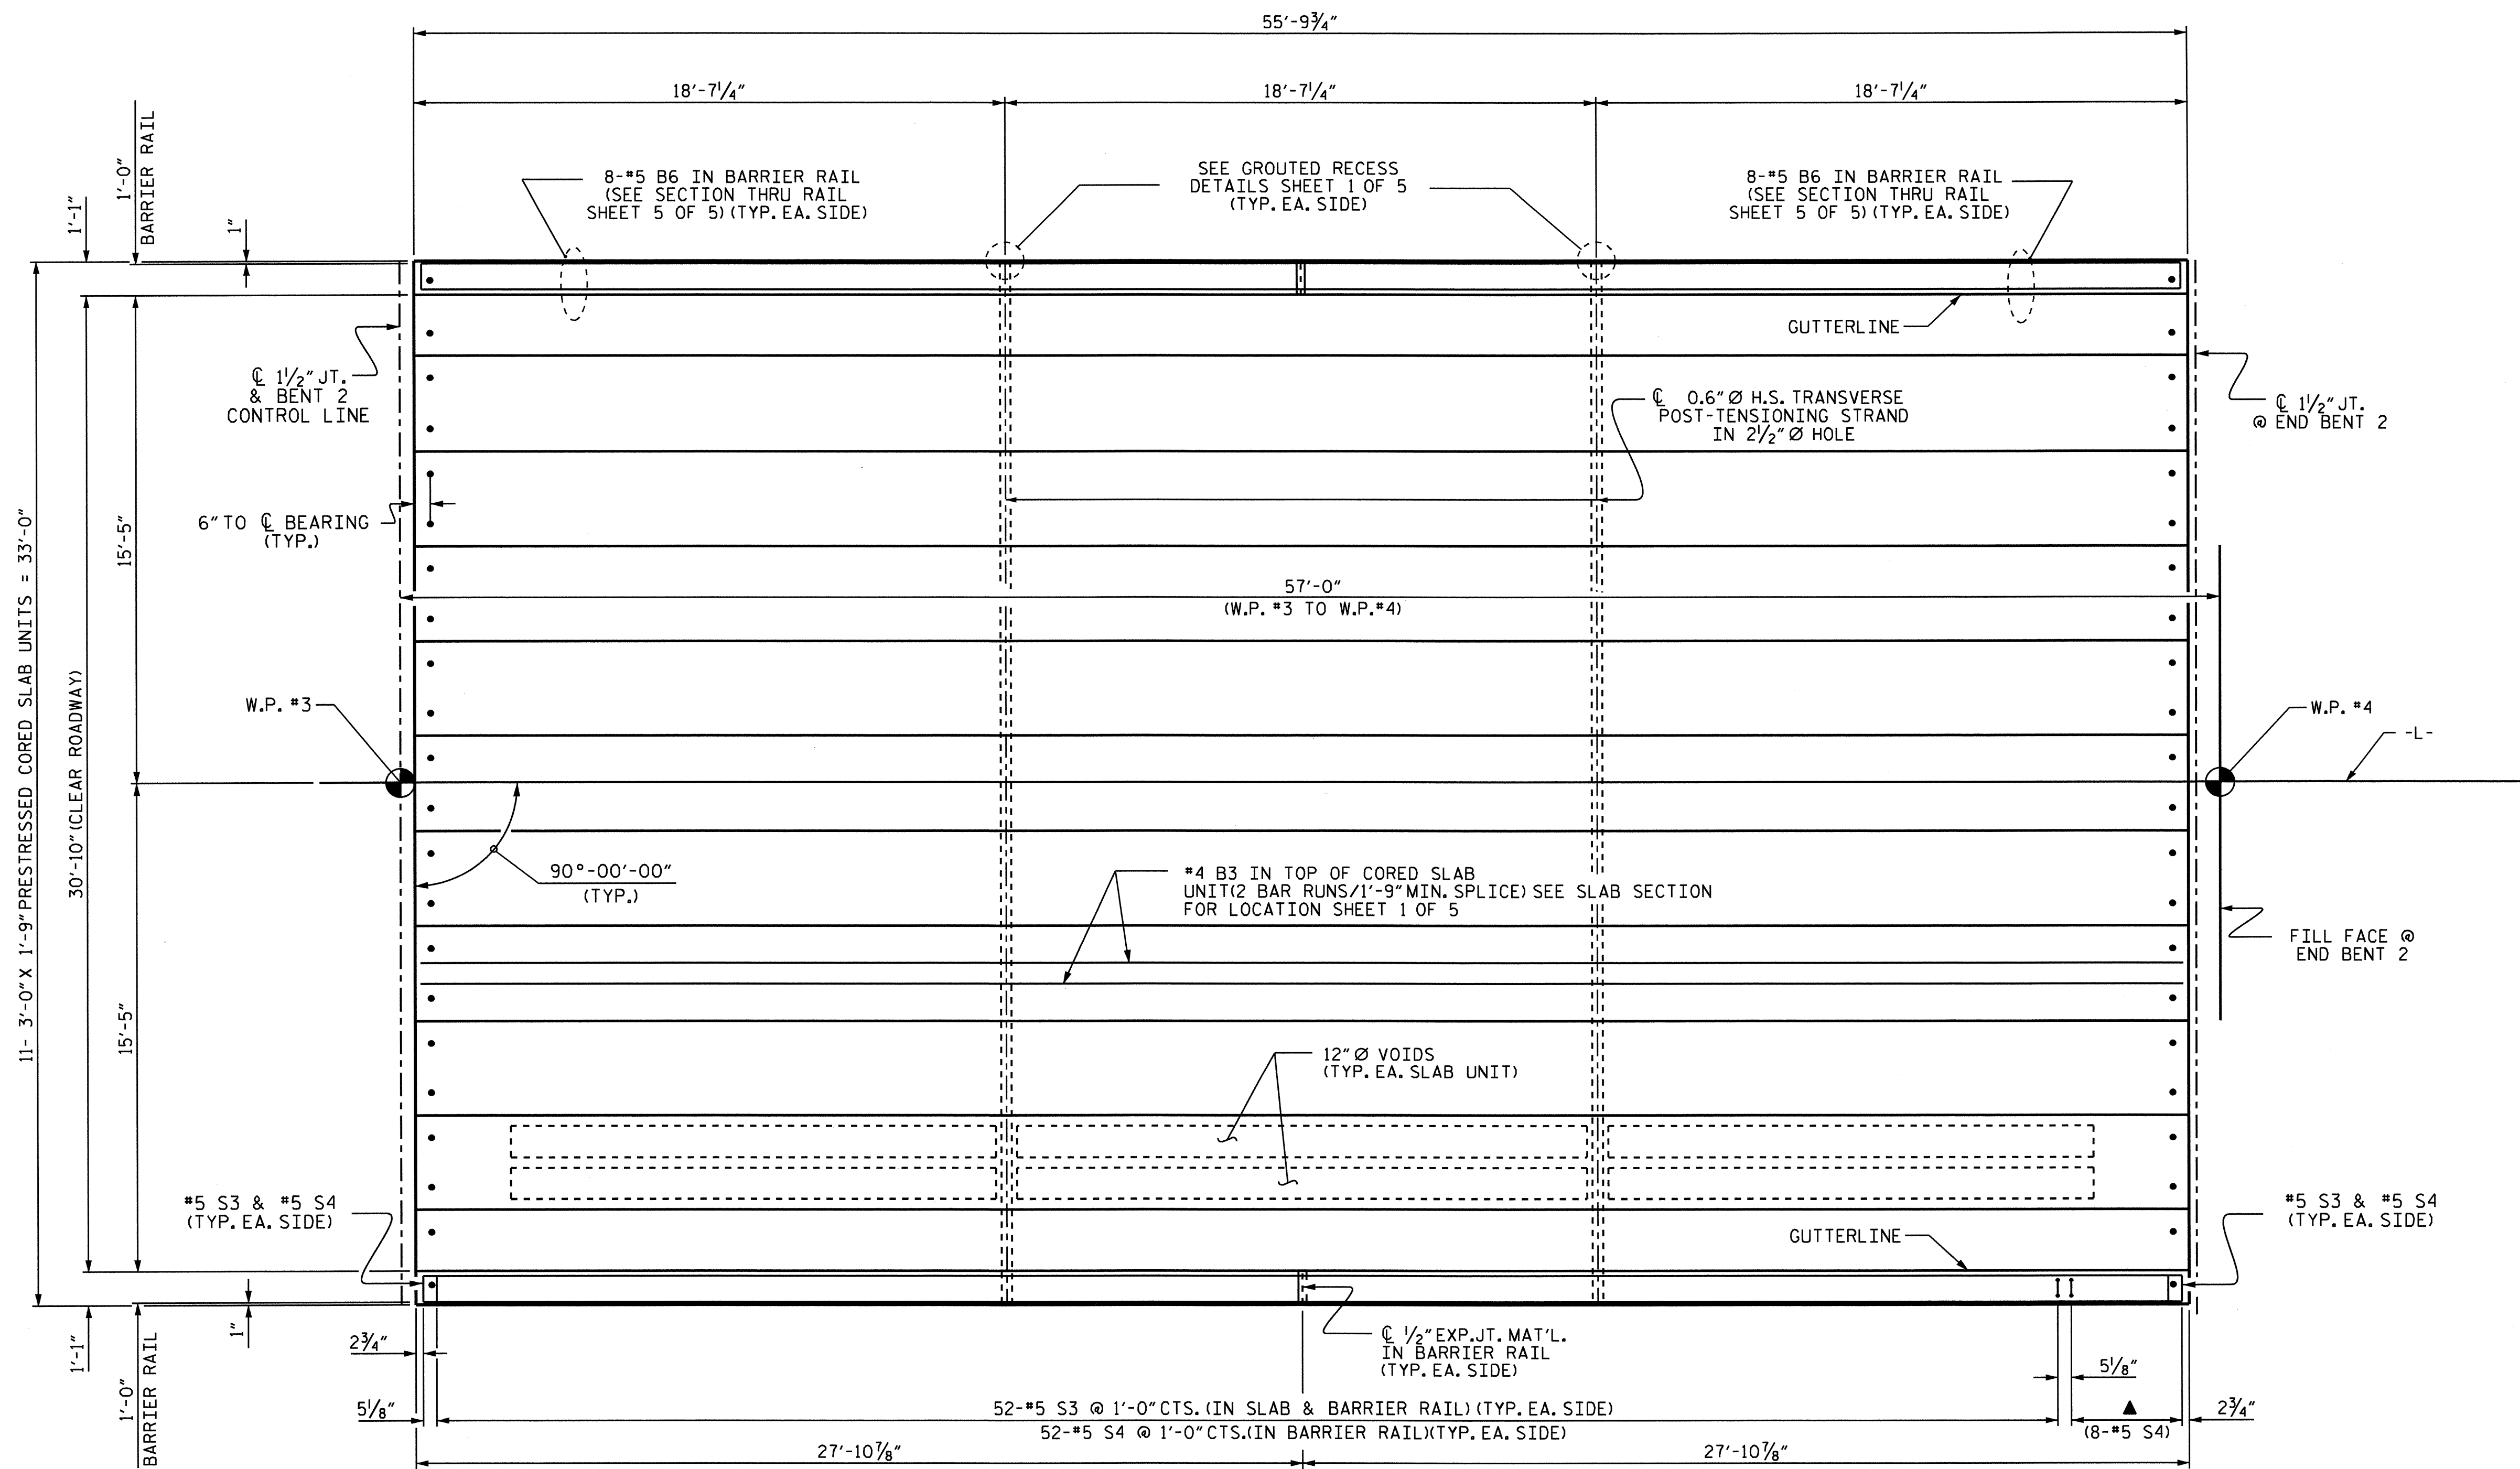 55'-9¾"
18'-7¼"
18'-7¼"
18'-7¼"
1'-0"
BARRIER RAIL
1'-1"
1"
8-#5 B6 IN BARRIER RAIL
(SEE SECTION THRU RAIL
SHEET 5 OF 5) (TYP. EA. SIDE)
SEE GROUTED RECESS
DETAILS SHEET 1 OF 5
(TYP. EA. SIDE)
8-#5 B6 IN BARRIER RAIL
(SEE SECTION THRU RAIL
SHEET 5 OF 5) (TYP. EA. SIDE)
GUTTERLINE
℄ 1½" JT.
& BENT 2
CONTROL LINE
℄ 0.6" Ø H.S. TRANSVERSE
POST-TENSIONING STRAND
IN 2½" Ø HOLE
℄ 1½" JT.
@ END BENT 2
6" TO ℄ BEARING
(TYP.)
11- 3'-0" X 1'-9" PRESTRESSED CORED SLAB UNITS = 33'-0"
30'-10" (CLEAR ROADWAY)
15'-5"
57'-0"
(W.P. #3 TO W.P. #4)
W.P. #3
W.P. #4
-L-
90°-00'-00"
(TYP.)
#4 B3 IN TOP OF CORED SLAB
UNIT(2 BAR RUNS/1'-9" MIN. SPLICE) SEE SLAB SECTION
FOR LOCATION SHEET 1 OF 5
FILL FACE @
END BENT 2
15'-5"
12" Ø VOIDS
(TYP. EA. SLAB UNIT)
#5 S3 & #5 S4
(TYP. EA. SIDE)
#5 S3 & #5 S4
(TYP. EA. SIDE)
GUTTERLINE
1'-1"
1"
1'-0"
BARRIER RAIL
2¾"
℄ ½" EXP. JT. MAT'L.
IN BARRIER RAIL
(TYP. EA. SIDE)
5⅛"
5⅛"
52-#5 S3 @ 1'-0" CTS. (IN SLAB & BARRIER RAIL) (TYP. EA. SIDE)
52-#5 S4 @ 1'-0" CTS.(IN BARRIER RAIL)(TYP. EA. SIDE)
▲
(8-#5 S4)
2¾"
27'-10⅞"
27'-10⅞"